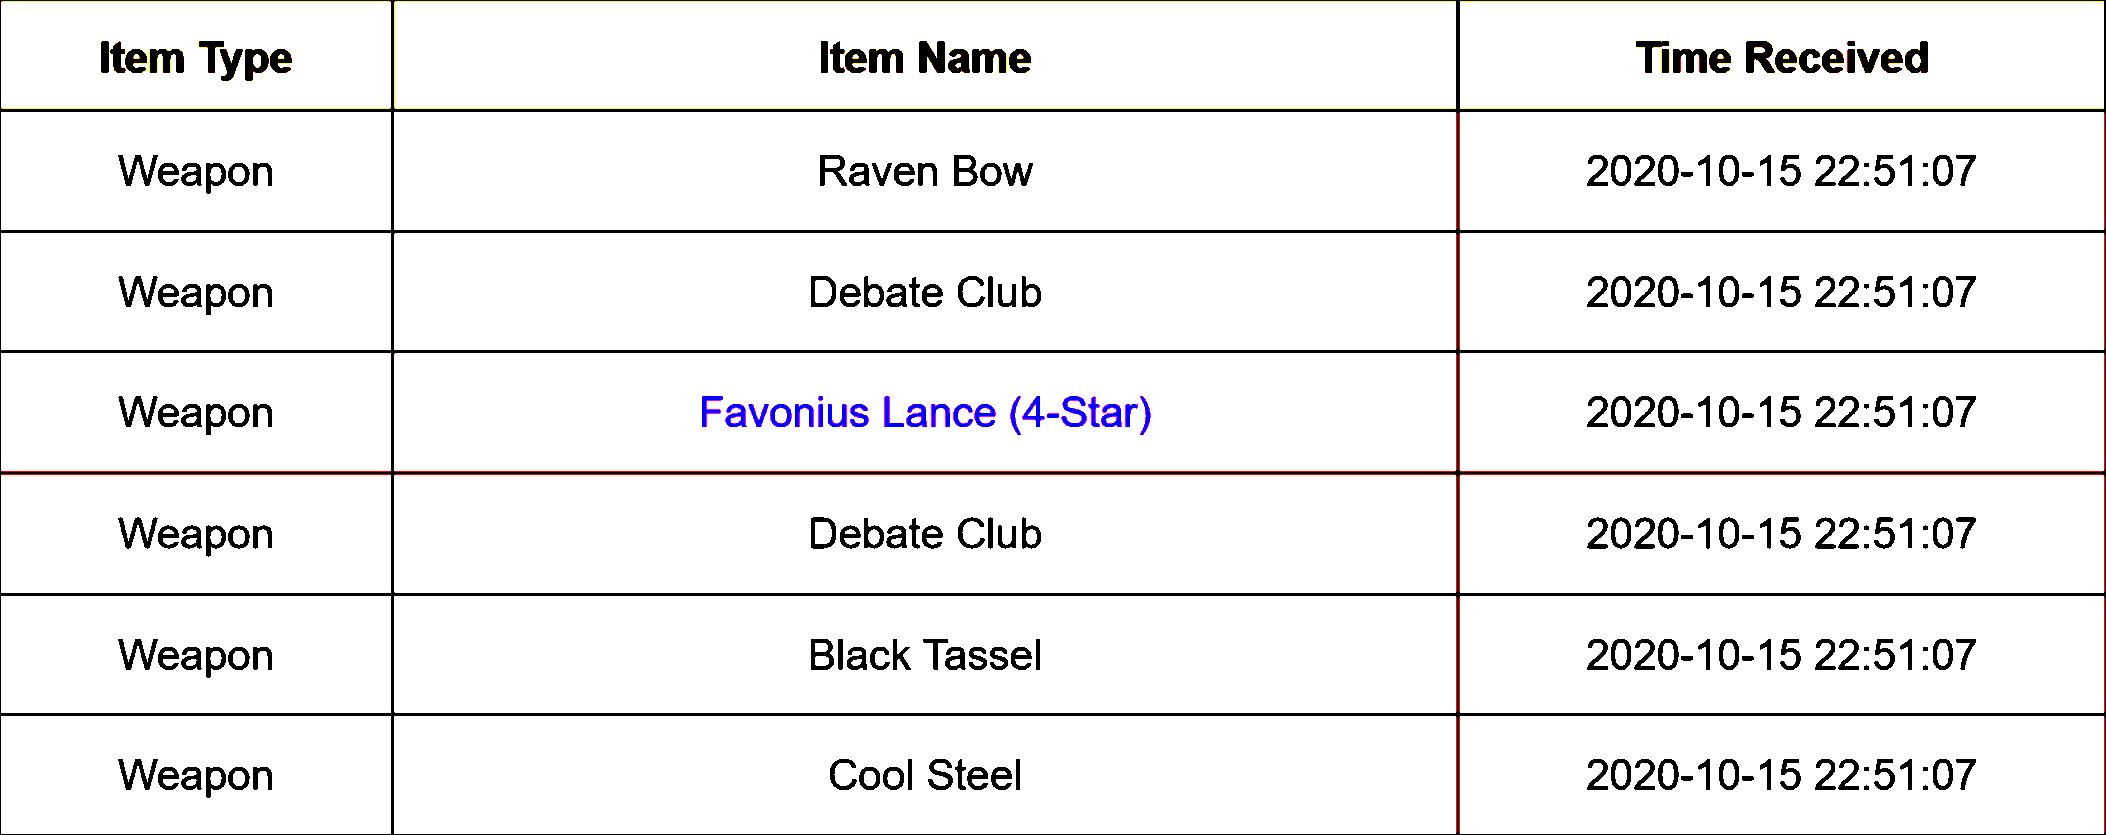 Item Type Item Name Time Received
Weapon Raven Bow 2020-10-15 22:51:07
Weapon Debate Club 2020-10-15 22:51:07
Weapon Favonius Lance (4-Star) 2020-10-15 22:51:07
Weapon Debate Club 2020-10-15 22:51:07
Weapon Black Tassel 2020-10-15 22:51:07
Weapon Cool Steel 2020-10-15 22:51:07